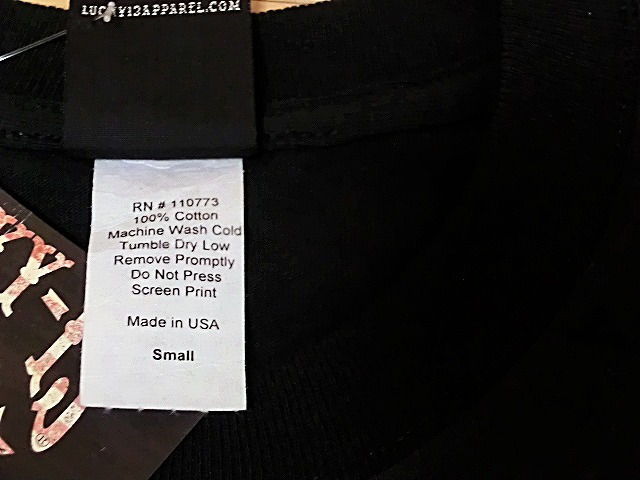 LUCKY13APPAREL.COM
RN # 110773
100% Cotton
Machine Wash Cold
Tumble Dry Low
Remove Promptly
Do Not Press
Screen Print
Made in USA
Small